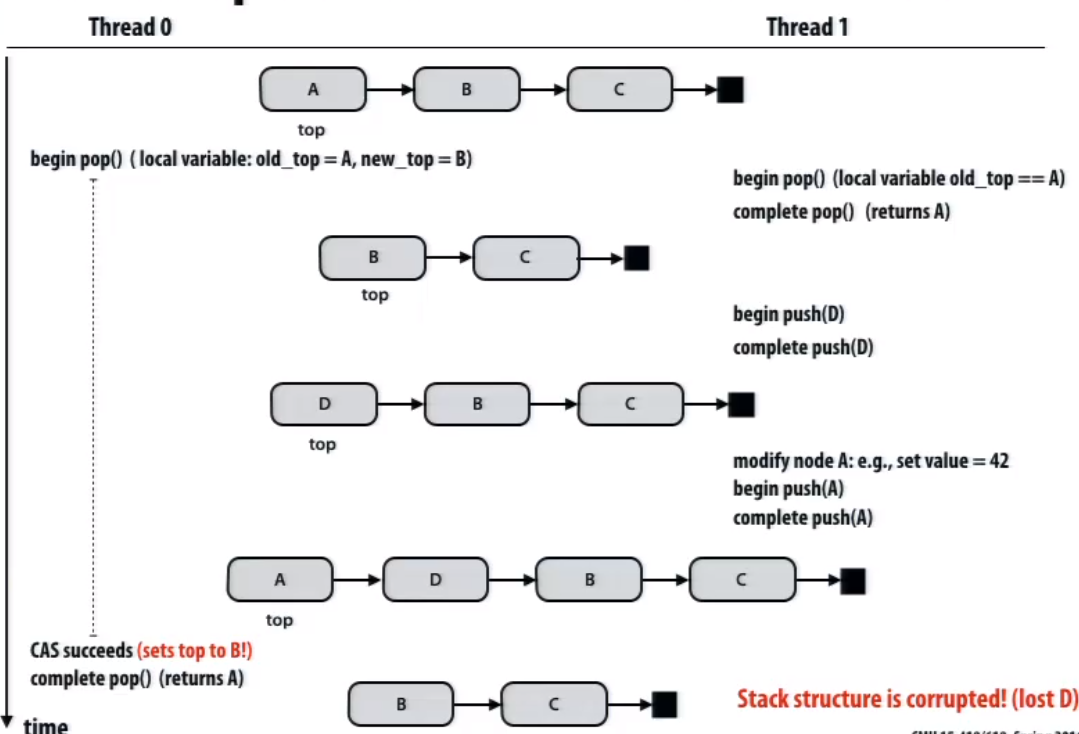 Thread 0
Thread 1
A
B
C
top
begin pop() ( local variable: old_top = A, new_top = B)
begin pop() (local variable old_top == A)
complete pop() (returns A)
B
C
top
begin push(D)
complete push(D)
D
B
C
top
modify node A: e.g., set value = 42
begin push(A)
complete push(A)
A
D
B
C
top
CAS succeeds (sets top to B!)
complete pop() (returns A)
B
C
Stack structure is corrupted! (lost D)
time